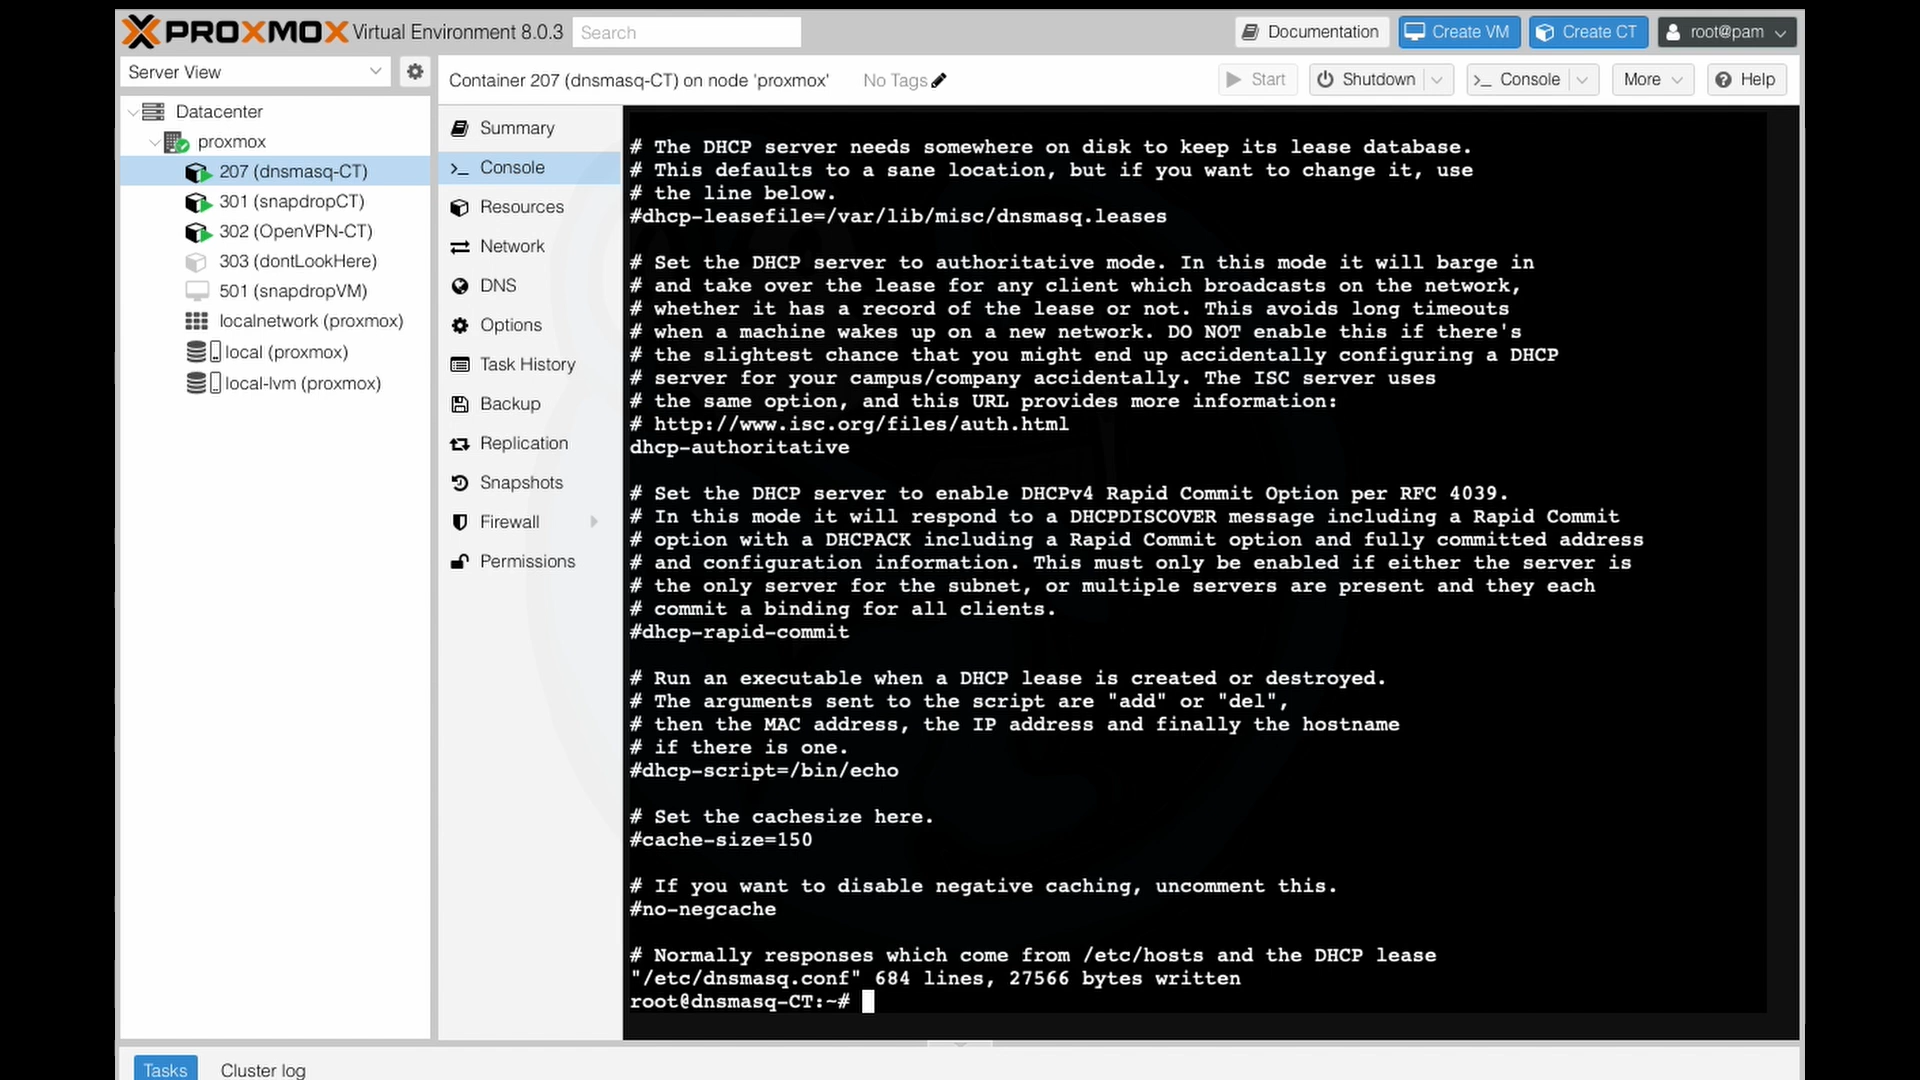 PROXMOX Virtual Environment 8.0.3
Search
Documentation
Create VM
Create CT
root@pam
Server View
Container 207 (dnsmasq-CT) on node 'proxmox'
No Tags
Start
Shutdown
Console
More
Help
Datacenter
proxmox
207 (dnsmasq-CT)
301 (snapdropCT)
302 (OpenVPN-CT)
303 (dontLookHere)
501 (snapdropVM)
localnetwork (proxmox)
local (proxmox)
local-lvm (proxmox)
Summary
Console
Resources
Network
DNS
Options
Task History
Backup
Replication
Snapshots
Firewall
Permissions
# The DHCP server needs somewhere on disk to keep its lease database.
# This defaults to a sane location, but if you want to change it, use
# the line below.
#dhcp-leasefile=/var/lib/misc/dnsmasq.leases
# Set the DHCP server to authoritative mode. In this mode it will barge in
# and take over the lease for any client which broadcasts on the network,
# whether it has a record of the lease or not. This avoids long timeouts
# when a machine wakes up on a new network. DO NOT enable this if there's
# the slightest chance that you might end up accidentally configuring a DHCP
# server for your campus/company accidentally. The ISC server uses
# the same option, and this URL provides more information:
# http://www.isc.org/files/auth.html
dhcp-authoritative
# Set the DHCP server to enable DHCPv4 Rapid Commit Option per RFC 4039.
# In this mode it will respond to a DHCPDISCOVER message including a Rapid Commit
# option with a DHCPACK including a Rapid Commit option and fully committed address
# and configuration information. This must only be enabled if either the server is
# the only server for the subnet, or multiple servers are present and they each
# commit a binding for all clients.
#dhcp-rapid-commit
# Run an executable when a DHCP lease is created or destroyed.
# The arguments sent to the script are "add" or "del",
# then the MAC address, the IP address and finally the hostname
# if there is one.
#dhcp-script=/bin/echo
# Set the cachesize here.
#cache-size=150
# If you want to disable negative caching, uncomment this.
#no-negcache
# Normally responses which come from /etc/hosts and the DHCP lease
"/etc/dnsmasq.conf" 684 lines, 27566 bytes written
root@dnsmasq-CT:~#
Tasks
Cluster log